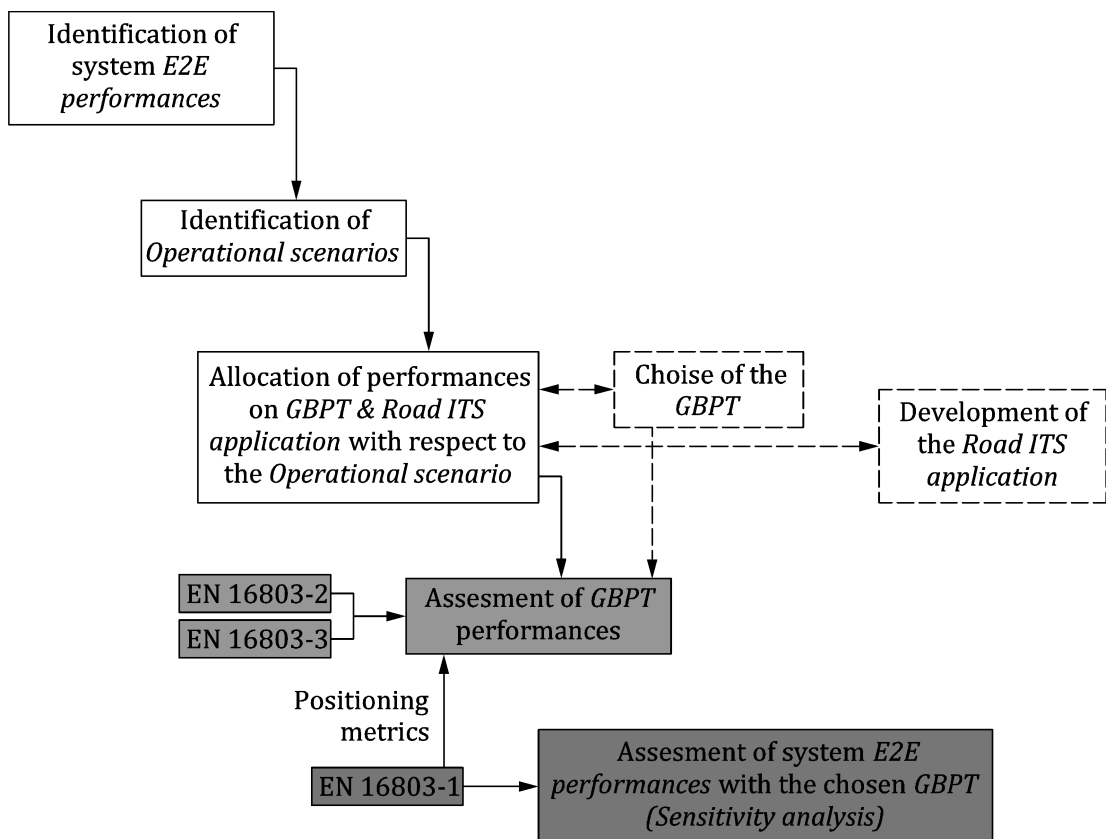 Identification of
system E2E
performances
Identification of
Operational scenarios
Allocation of performances
on GBPT & Road ITS
application with respect to
the Operational scenario
Choise of the
GBPT
Development of
the Road ITS
application
EN 16803-2
EN 16803-3
Assesment of GBPT
performances
Positioning
metrics
EN 16803-1
Assesment of system E2E
performances with the chosen GBPT
(Sensitivity analysis)